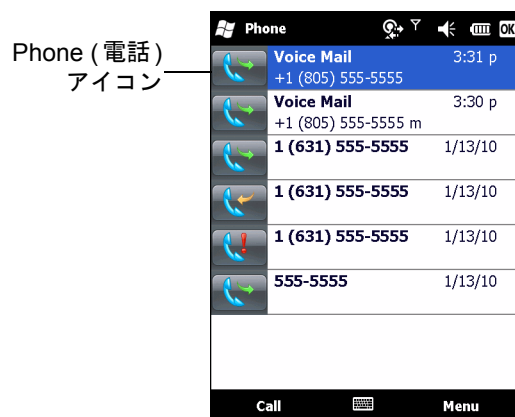 Phone (電話)
アイコン
Phone OK
Voice Mail 3:31 p
+1 (805) 555-5555
Voice Mail 3:30 p
+1 (805) 555-5555 m
1 (631) 555-5555 1/13/10
1 (631) 555-5555 1/13/10
1 (631) 555-5555 1/13/10
555-5555 1/13/10
Call Menu